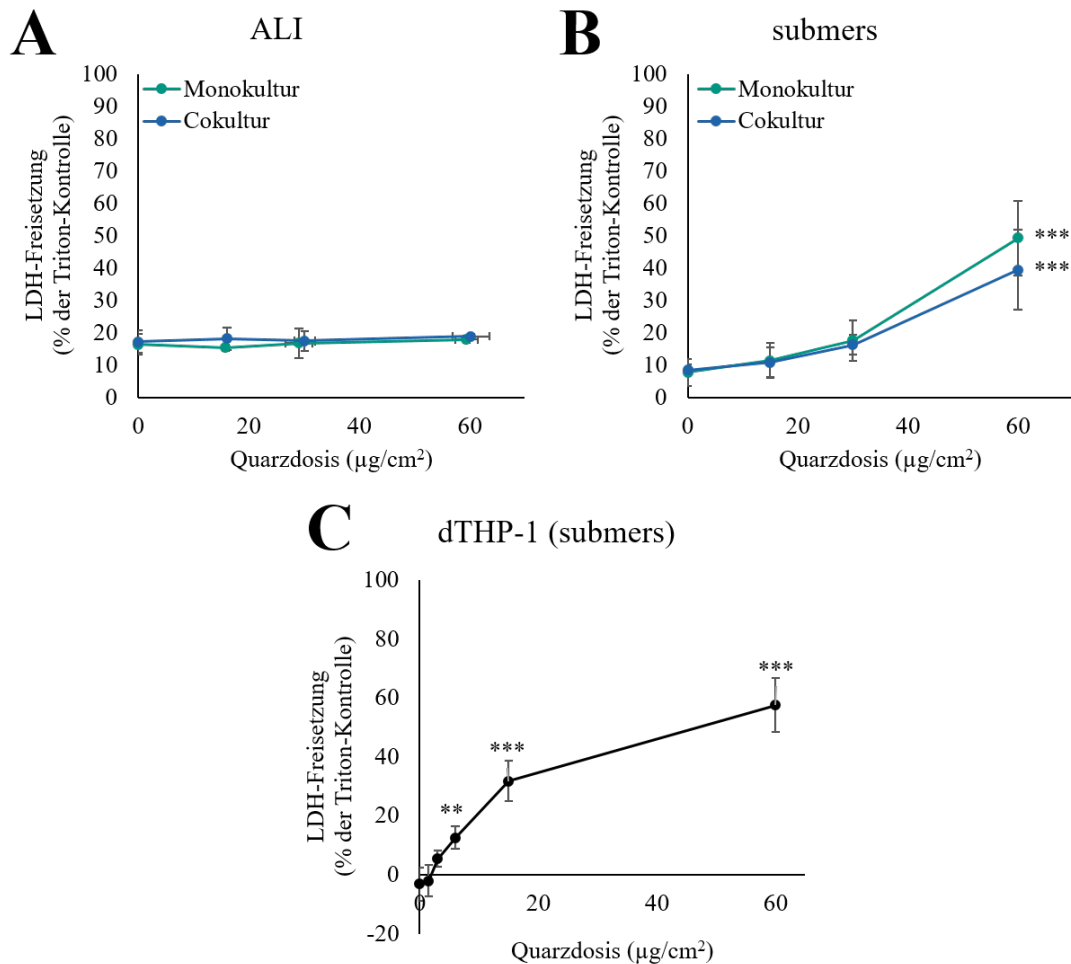 A
ALI
100
90
80
70
60
50
40
30
20
10
0
LDH-Freisetzung
(% der Triton-Kontrolle)
Monokultur
Cokultur
0 20 40 60
Quarzdosis (µg/cm²)
B
submers
100
90
80
70
60
50
40
30
20
10
0
LDH-Freisetzung
(% der Triton-Kontrolle)
Monokultur
Cokultur
***
***
0 20 40 60
Quarzdosis (µg/cm²)
C
dTHP-1 (submers)
100
80
60
40
20
0
-20
LDH-Freisetzung
(% der Triton-Kontrolle)
**
***
***
0 20 40 60
Quarzdosis (µg/cm²)